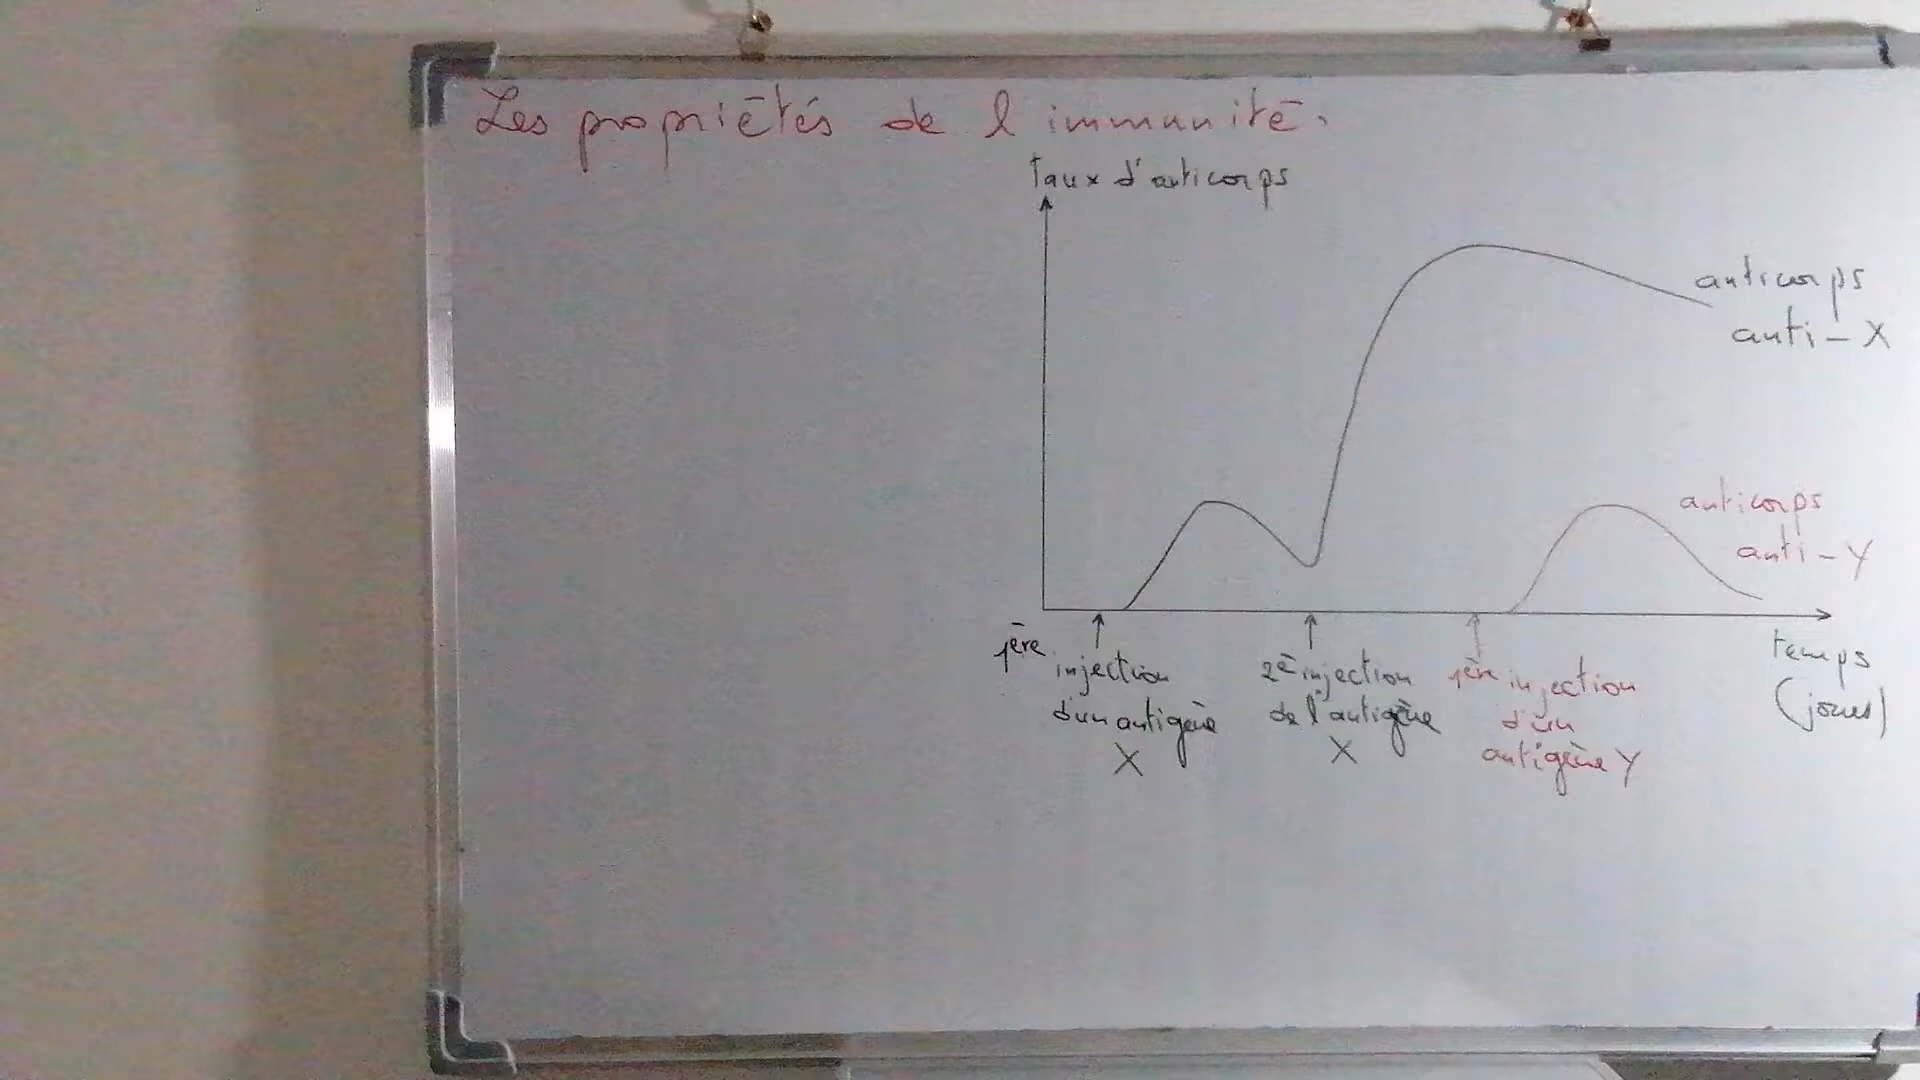 Les propriétés de l immunité.
Taux d'anticorps
anticorps
anti-X
anticorps
anti-Y
1ère injection
d'un antigène
X
2è injection
de l'antigène
X
1ère injection
d'un
antigène Y
temps
(jours)